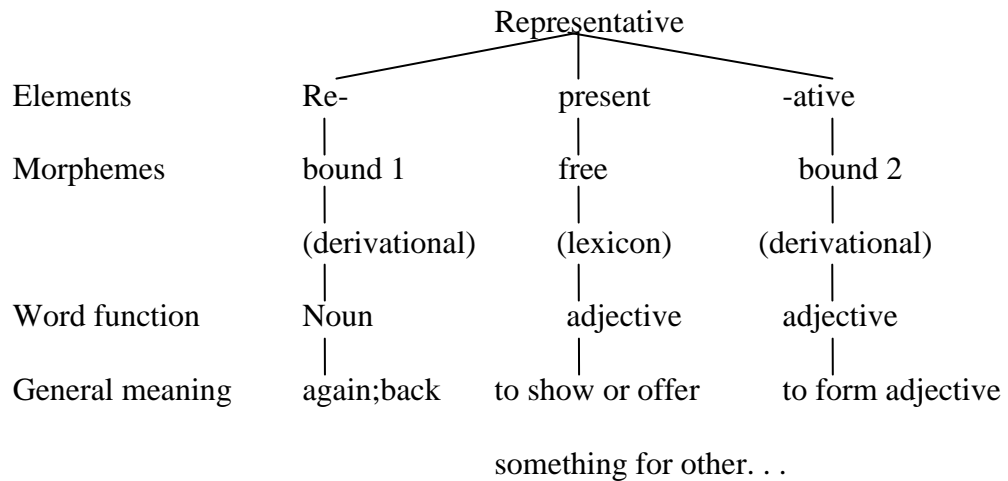 Representative
Elements Re- present -ative
Morphemes bound 1 free bound 2
(derivational) (lexicon) (derivational)
Word function Noun adjective adjective
General meaning again;back to show or offer to form adjective
something for other. . .